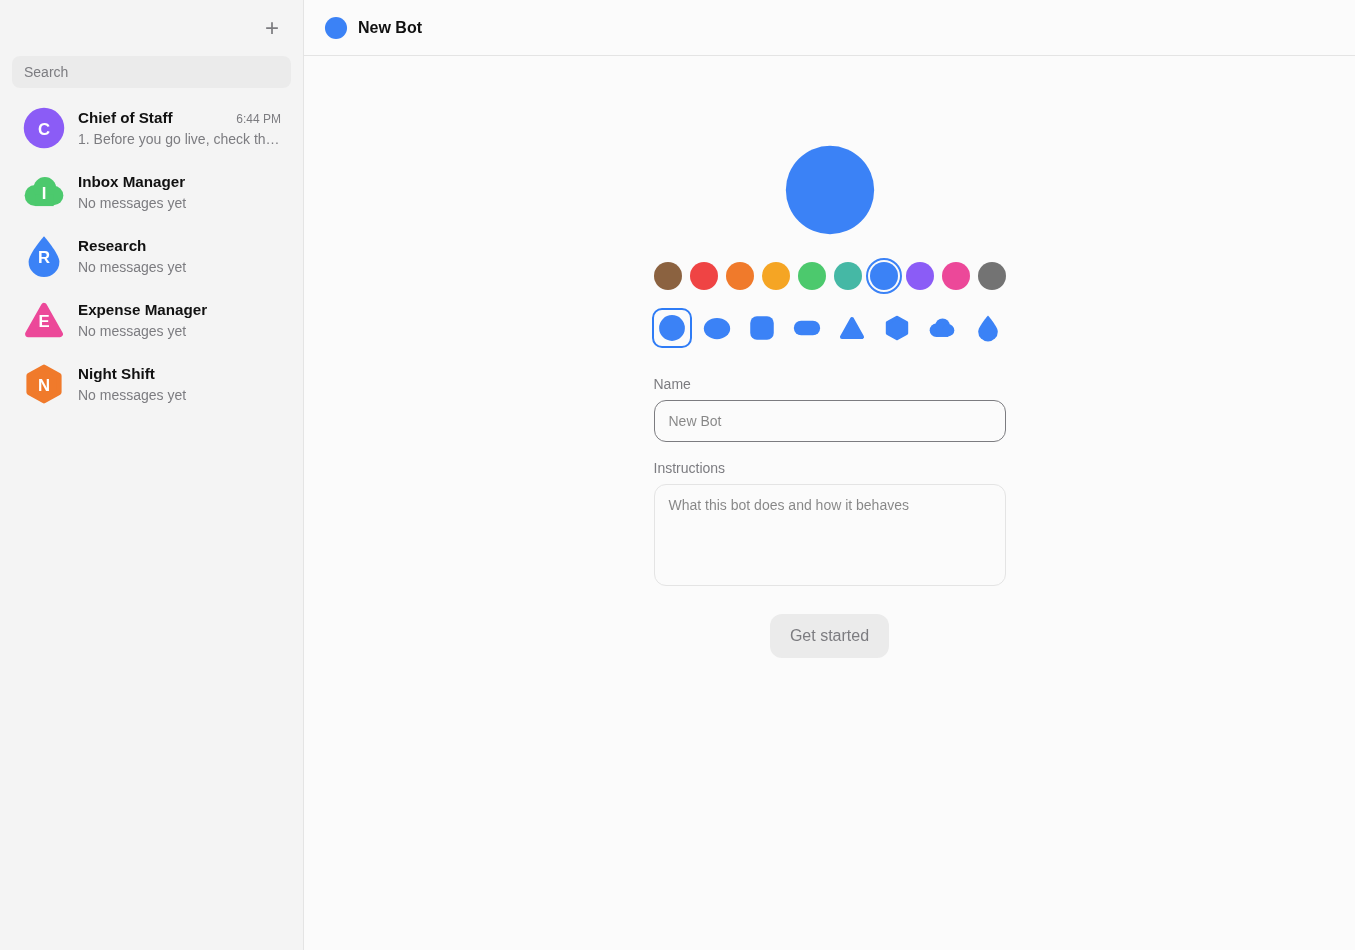 +
New Bot
Search
C
Chief of Staff
6:44 PM
1. Before you go live, check th…
I
Inbox Manager
No messages yet
R
Research
No messages yet
E
Expense Manager
No messages yet
N
Night Shift
No messages yet
Name
New Bot
Instructions
What this bot does and how it behaves
Get started